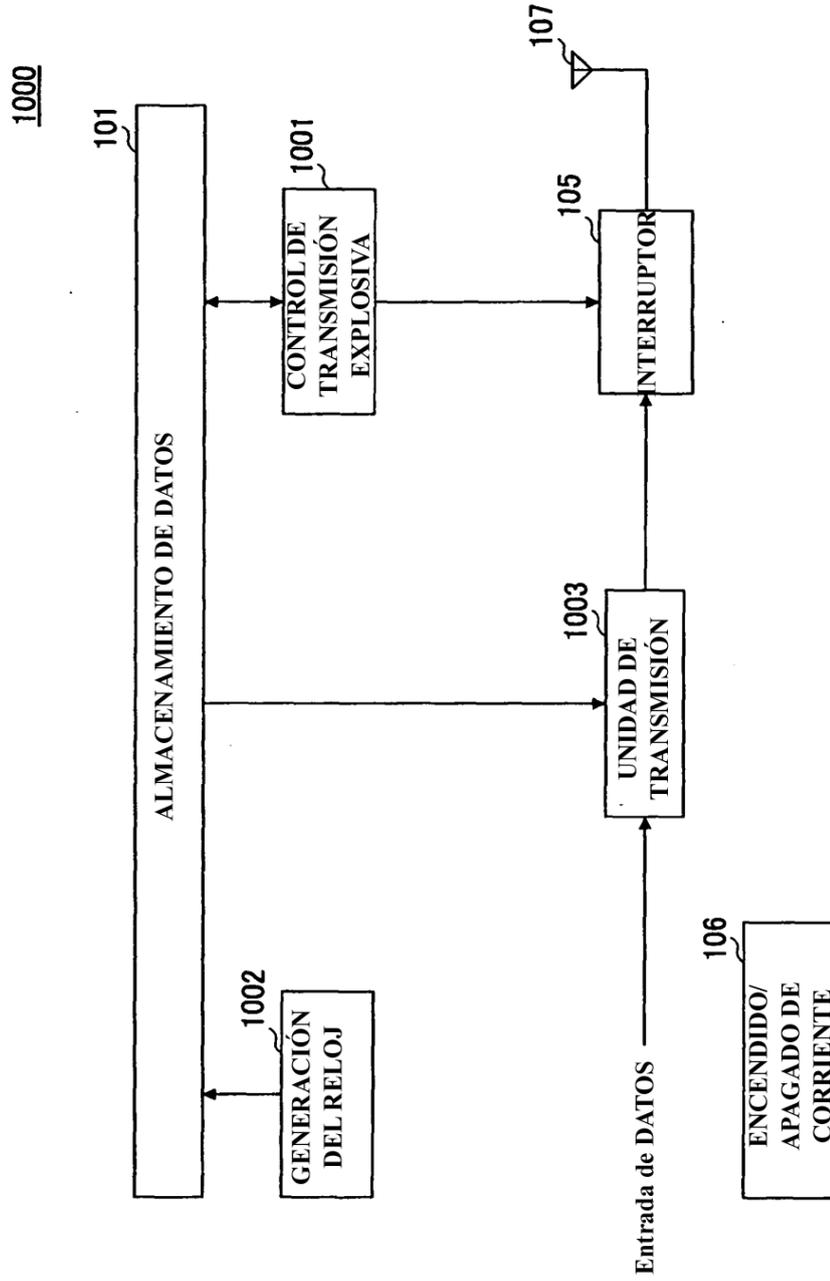 1000
101
ALMACENAMIENTO DE DATOS
1002
GENERACIÓN
DEL RELOJ
1001
CONTROL DE
TRANSMISIÓN
EXPLOSIVA
107
105
INTERRUPTOR
1003
UNIDAD DE
TRANSMISIÓN
Entrada de DATOS
106
ENCENDIDO/
APAGADO DE
CORRIENTE